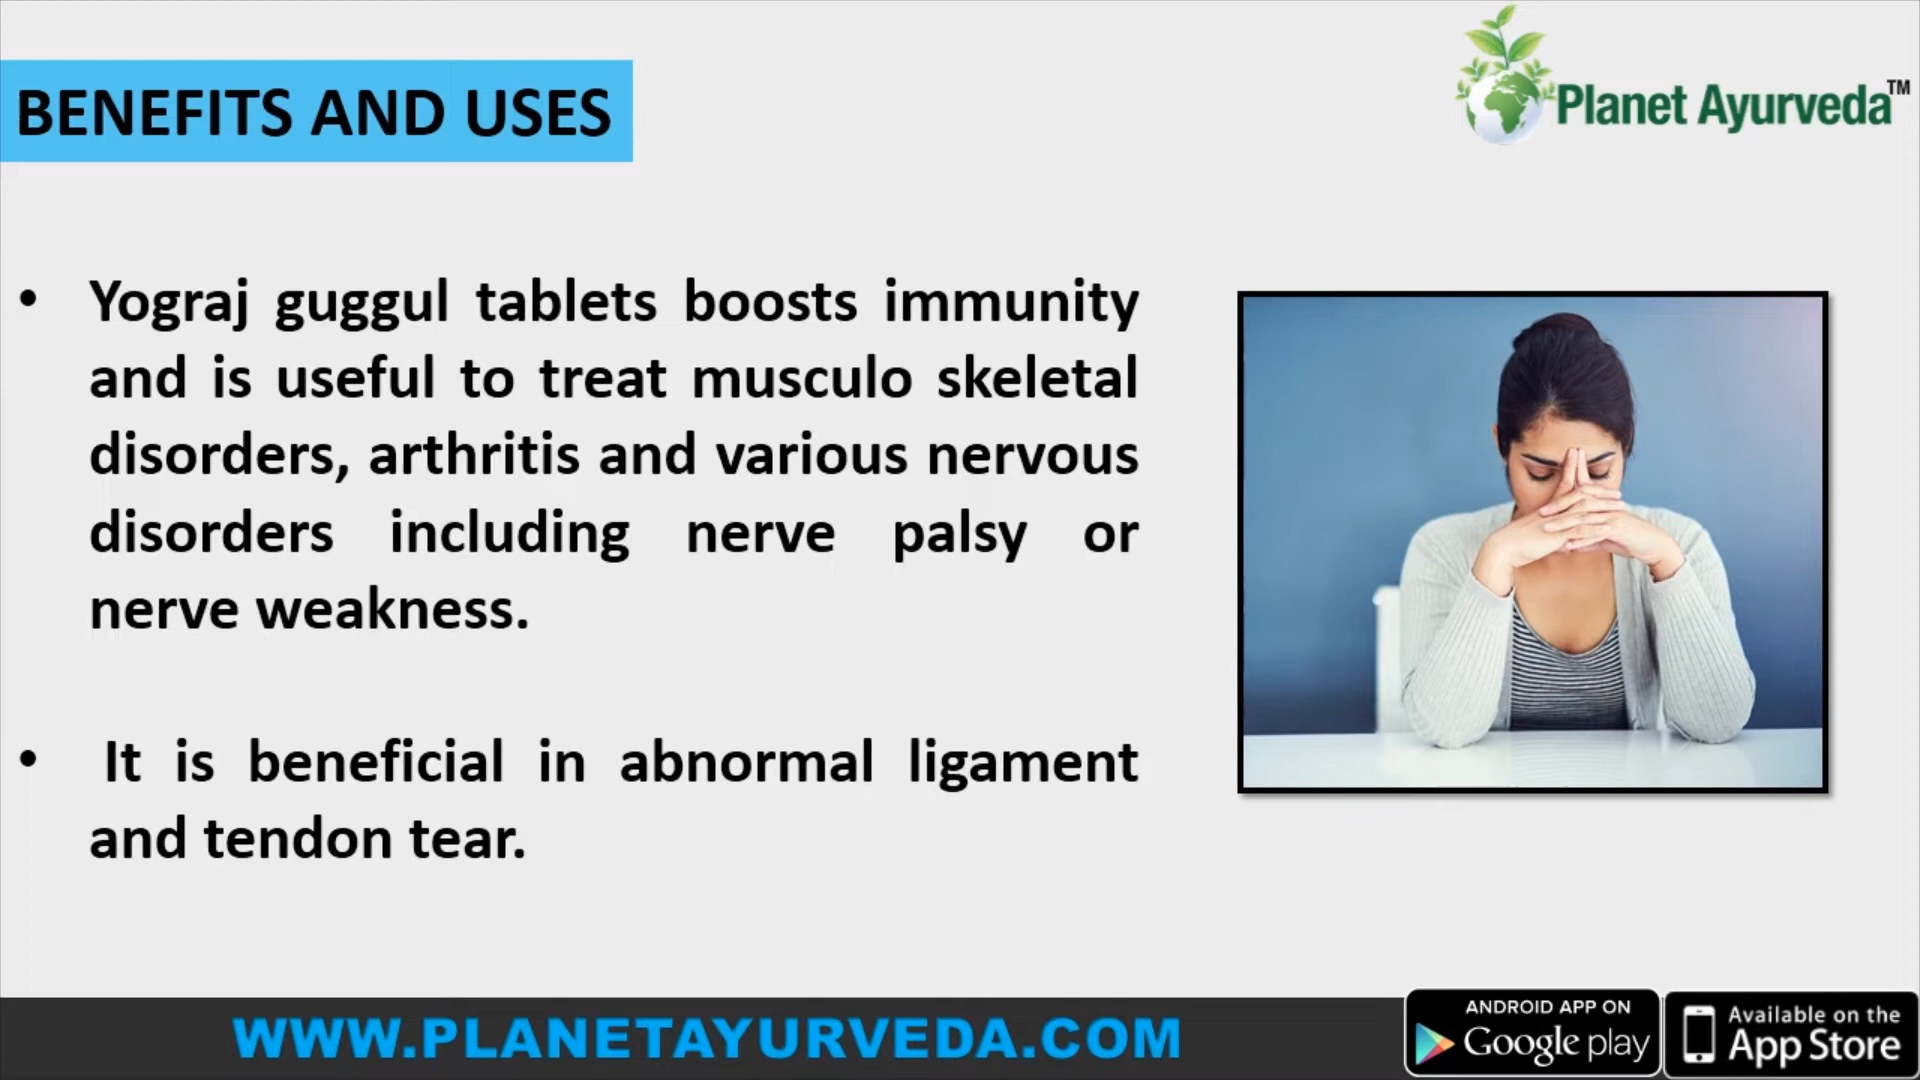 BENEFITS AND USES
Planet Ayurveda™
• Yograj guggul tablets boosts immunity
and is useful to treat musculo skeletal
disorders, arthritis and various nervous
disorders including nerve palsy or
nerve weakness.
• It is beneficial in abnormal ligament
and tendon tear.
WWW.PLANETAYURVEDA.COM
ANDROID APP ON
Google play
Available on the
App Store